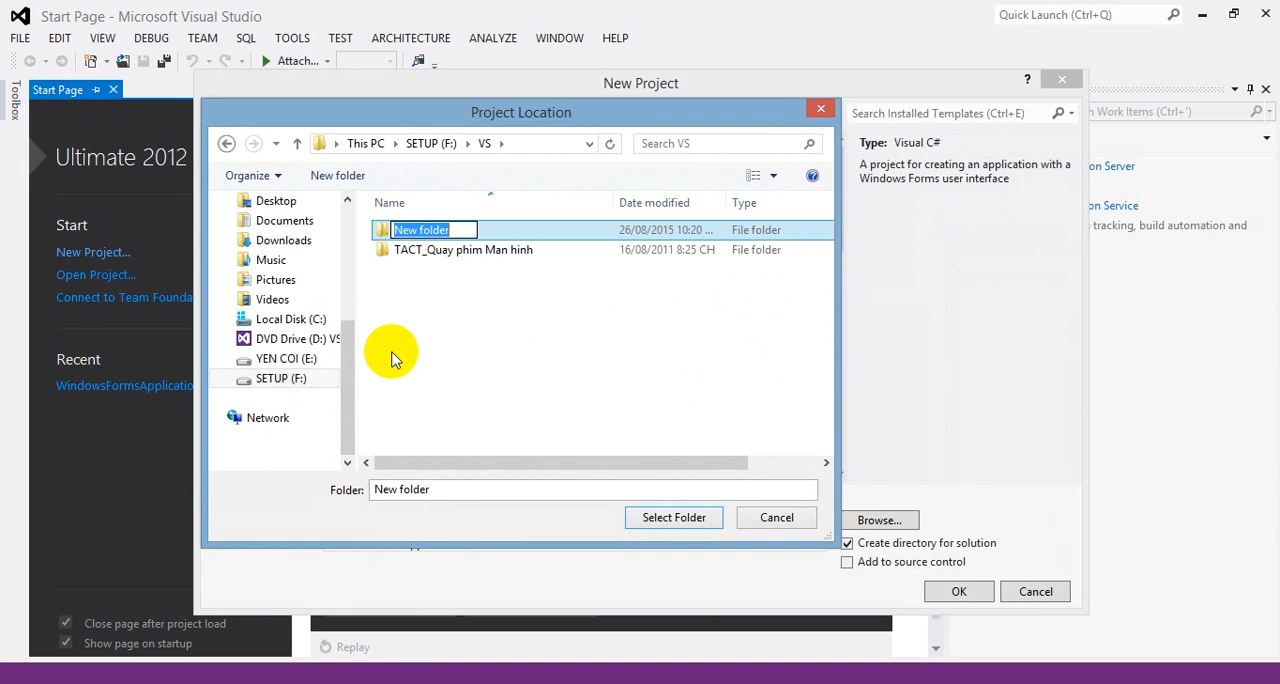 Start Page - Microsoft Visual Studio
Quick Launch (Ctrl+Q)
FILE EDIT VIEW DEBUG TEAM SQL TOOLS TEST ARCHITECTURE ANALYZE WINDOW HELP
Attach...
Toolbox
Start Page
New Project
?
Project Location
Search Installed Templates (Ctrl+E)
Work Items (Ctrl+')
This PC SETUP (F:) VS
Search VS
Type: Visual C#
A project for creating an application with a
Windows Forms user interface
Ultimate 2012
Organize
New folder
Name
Date modified
Type
Desktop
Documents
Downloads
Music
Pictures
Videos
Local Disk (C:)
DVD Drive (D:) VS
YEN COI (E:)
SETUP (F:)
Network
New folder 26/08/2015 10:20 ... File folder
TACT_Quay phim Man hinh 16/08/2011 8:25 CH File folder
on Server
on Service
tracking, build automation and
Start
New Project...
Open Project...
Connect to Team Founda
Recent
WindowsFormsApplicatio
Folder: New folder
Select Folder
Cancel
Browse...
Create directory for solution
Add to source control
OK
Cancel
Close page after project load
Show page on startup
Replay